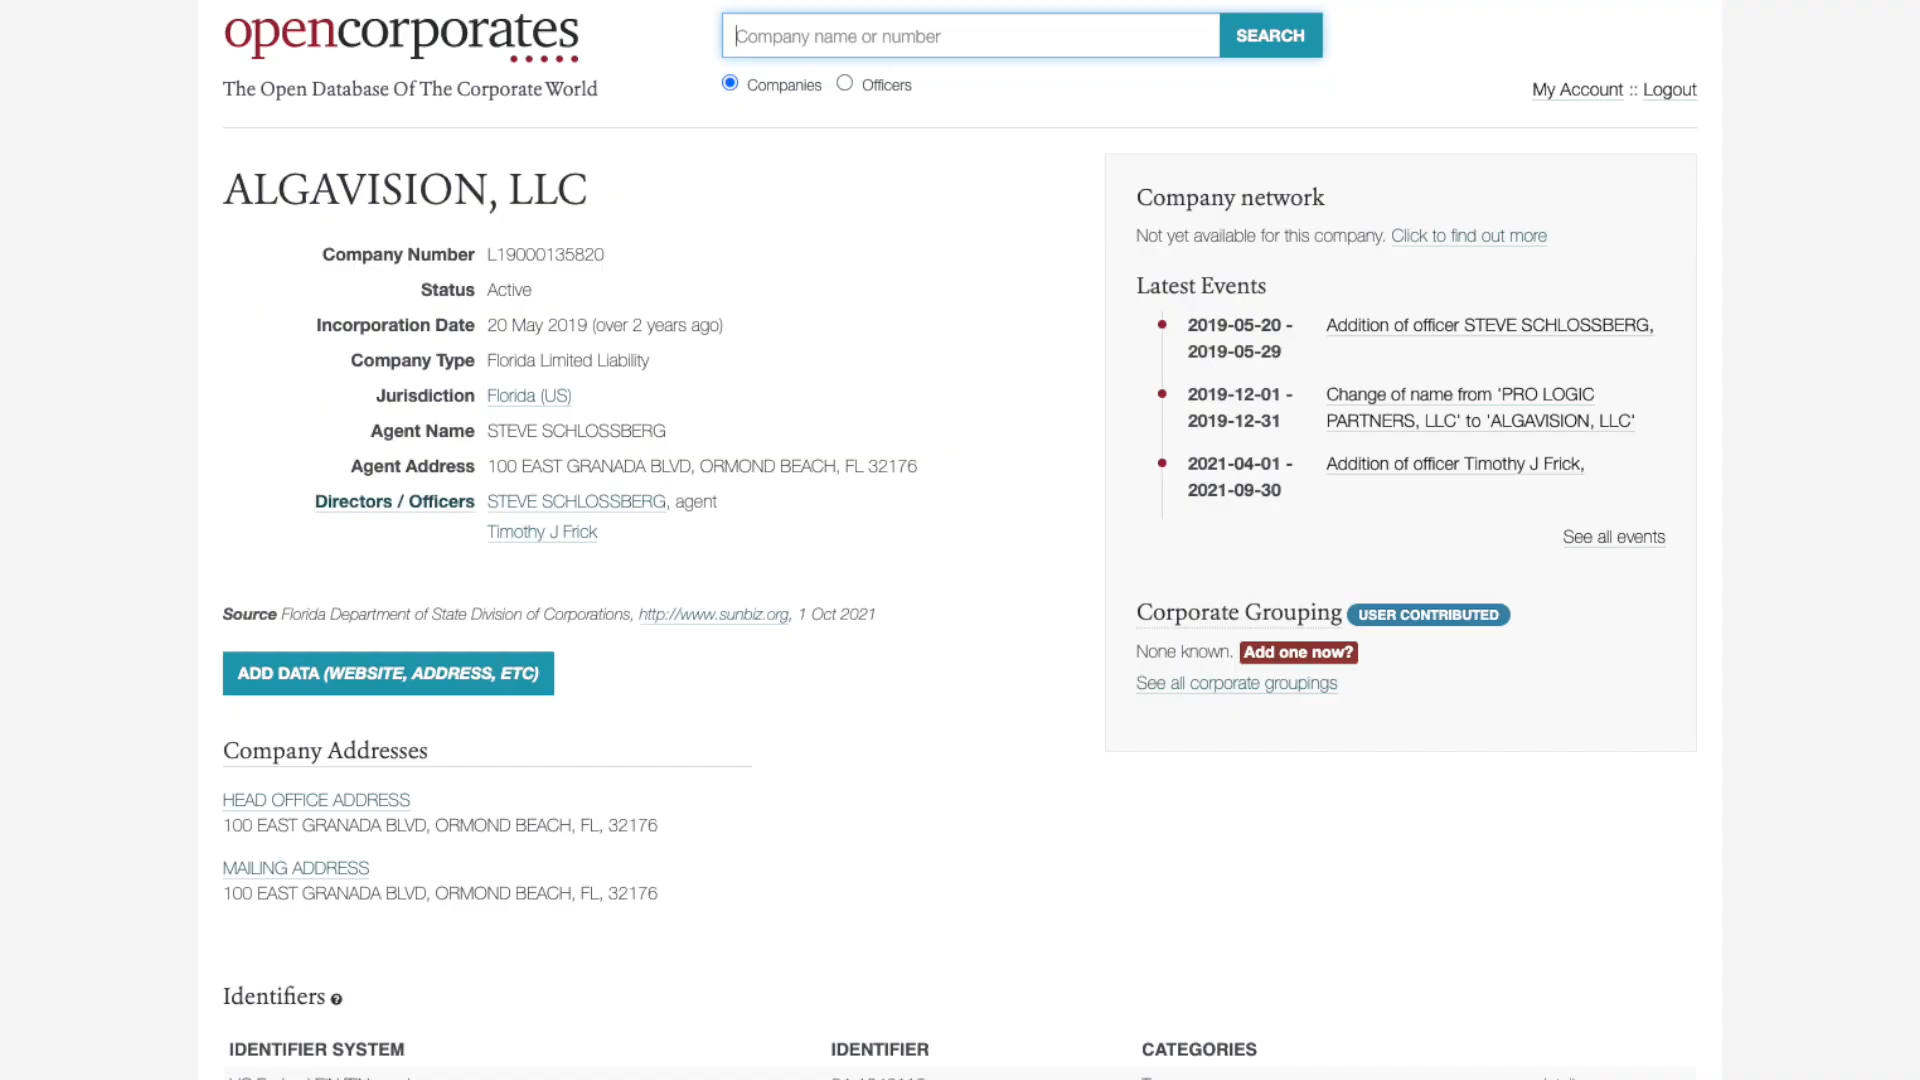 opencorporates
The Open Database Of The Corporate World
Company name or number
SEARCH
Companies
Officers
My Account :: Logout
ALGAVISION, LLC
Company Number L19000135820
Status Active
Incorporation Date 20 May 2019 (over 2 years ago)
Company Type Florida Limited Liability
Jurisdiction Florida (US)
Agent Name STEVE SCHLOSSBERG
Agent Address 100 EAST GRANADA BLVD, ORMOND BEACH, FL 32176
Directors / Officers STEVE SCHLOSSBERG, agent
Timothy J Frick
Source Florida Department of State Division of Corporations, http://www.sunbiz.org, 1 Oct 2021
ADD DATA (WEBSITE, ADDRESS, ETC)
Company Addresses
HEAD OFFICE ADDRESS
100 EAST GRANADA BLVD, ORMOND BEACH, FL, 32176
MAILING ADDRESS
100 EAST GRANADA BLVD, ORMOND BEACH, FL, 32176
Company network
Not yet available for this company. Click to find out more
Latest Events
2019-05-20 - Addition of officer STEVE SCHLOSSBERG,
2019-05-29
2019-12-01 - Change of name from 'PRO LOGIC
2019-12-31 PARTNERS, LLC' to 'ALGAVISION, LLC'
2021-04-01 - Addition of officer Timothy J Frick,
2021-09-30
See all events
Corporate Grouping USER CONTRIBUTED
None known. Add one now?
See all corporate groupings
Identifiers
IDENTIFIER SYSTEM IDENTIFIER CATEGORIES